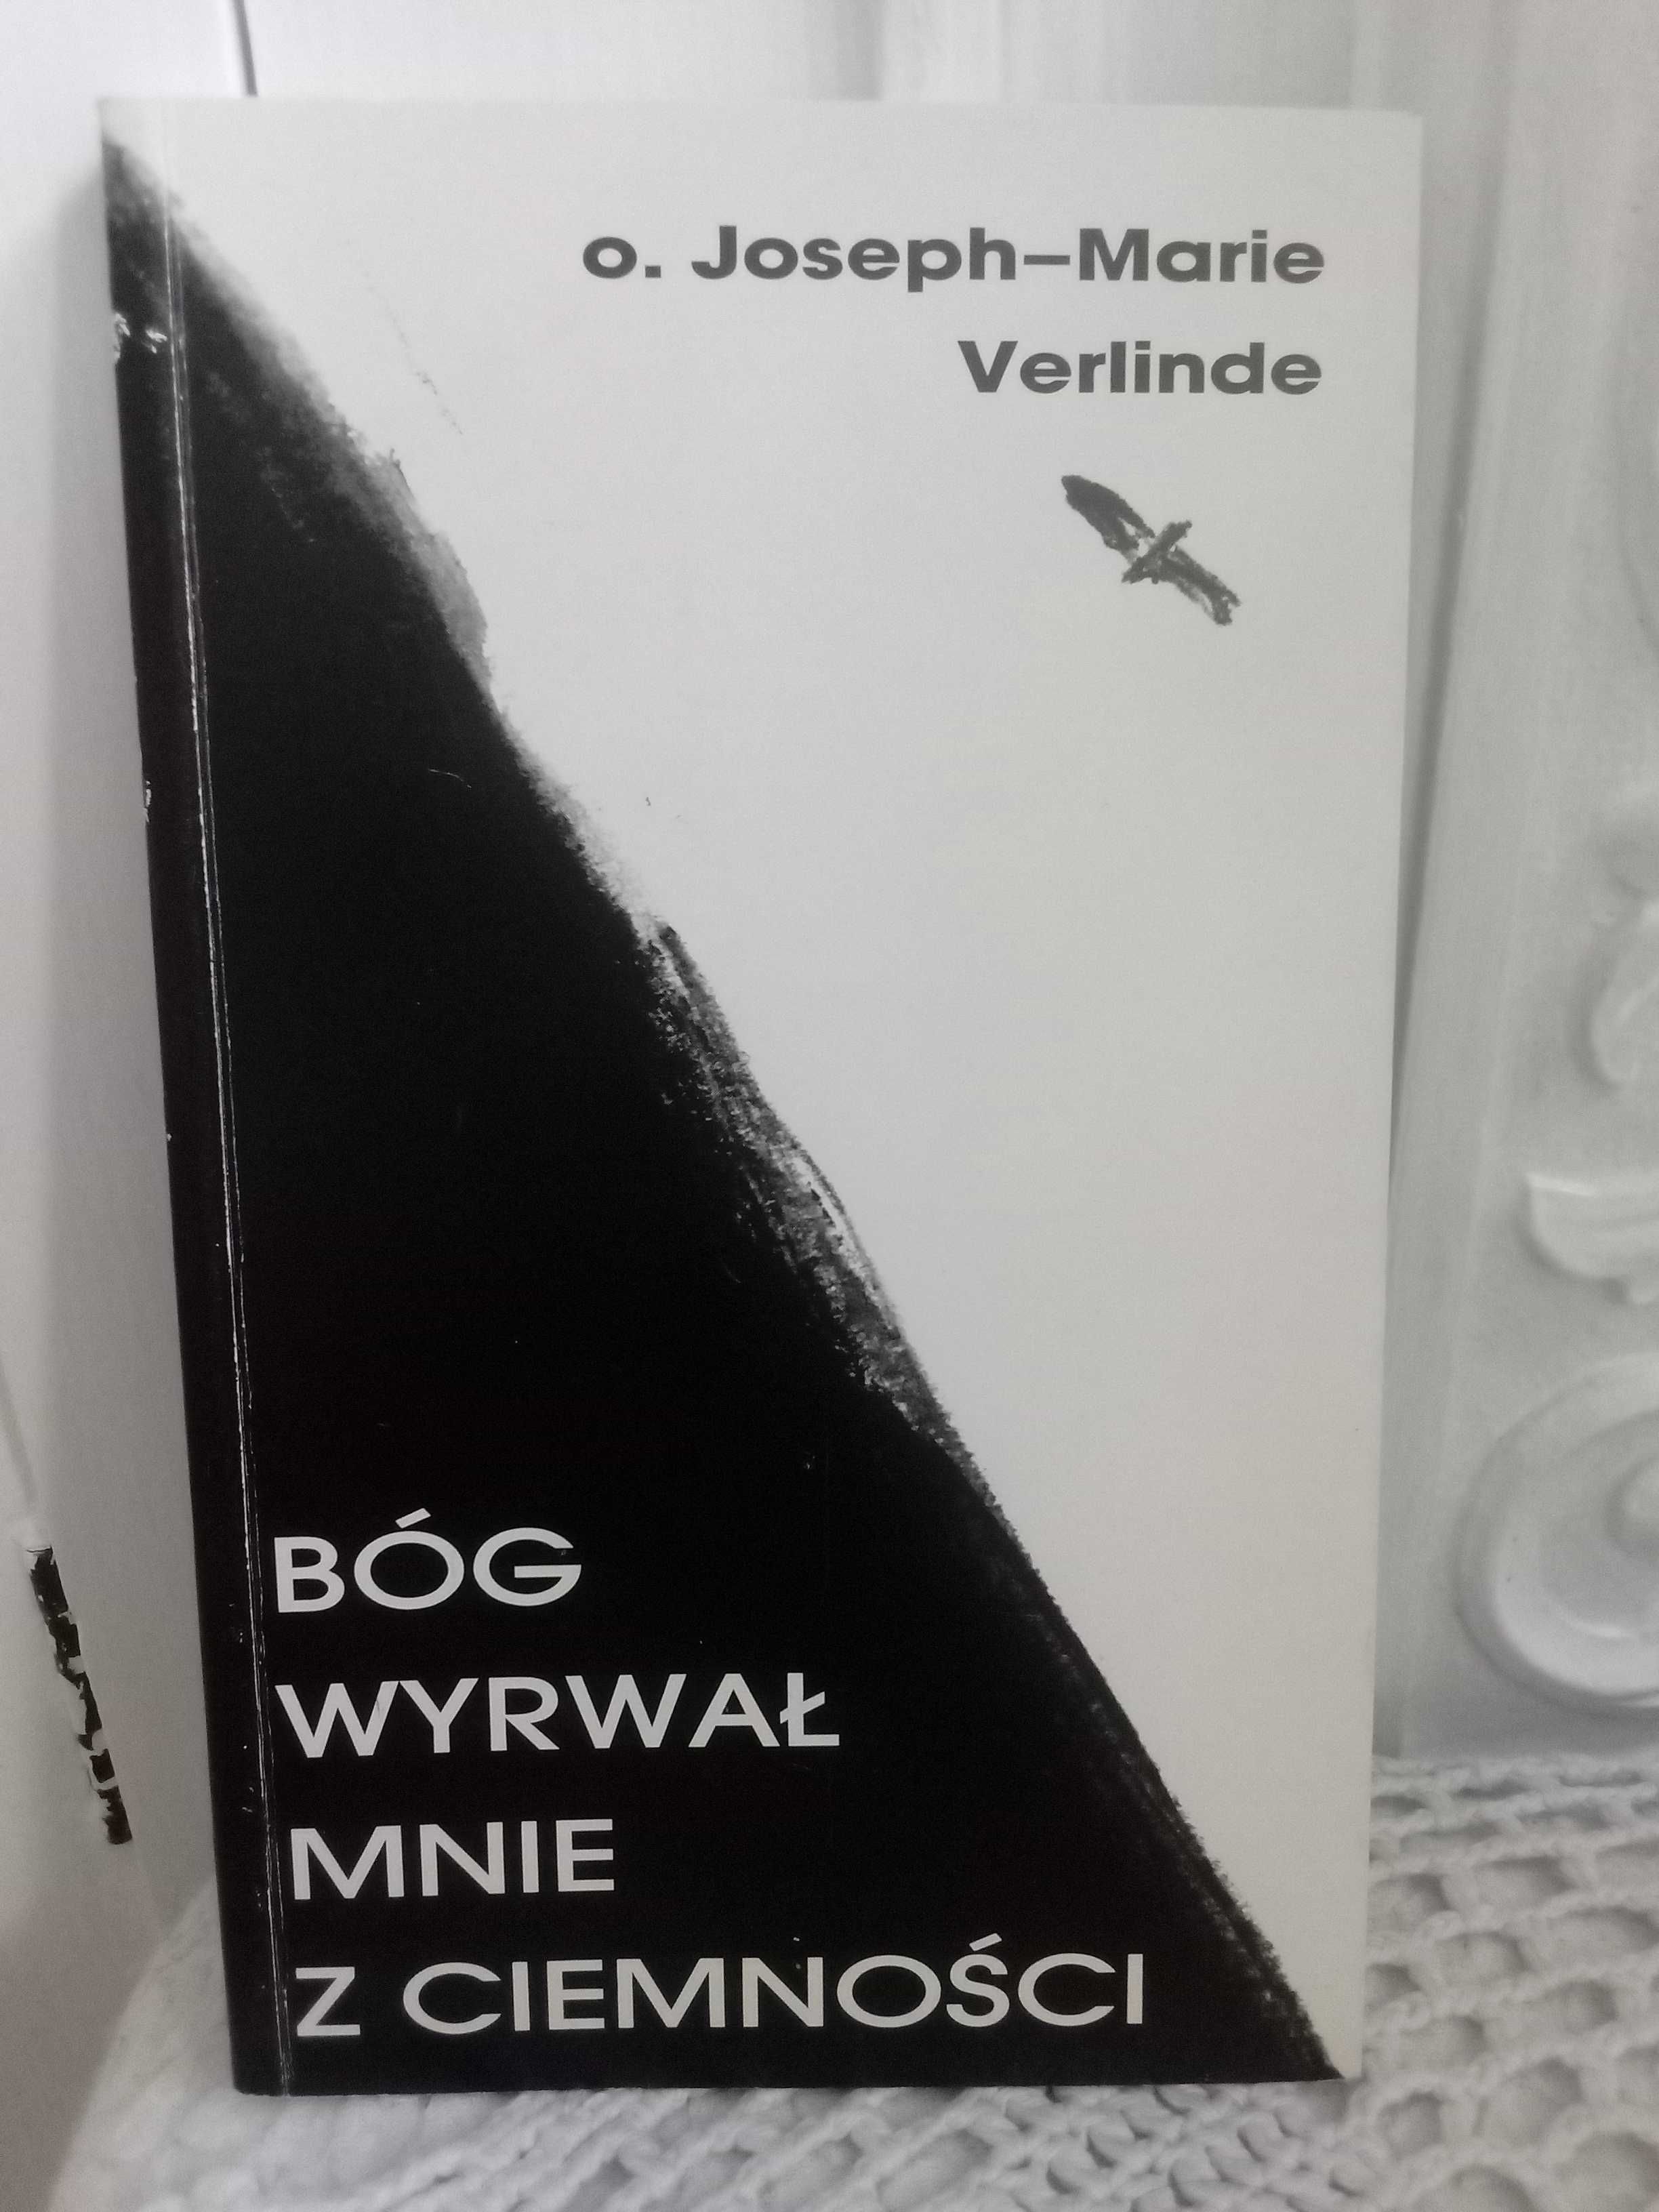 o. Joseph–Marie
Verlinde
BÓG
WYRWAŁ
MNIE
Z CIEMNOŚCI